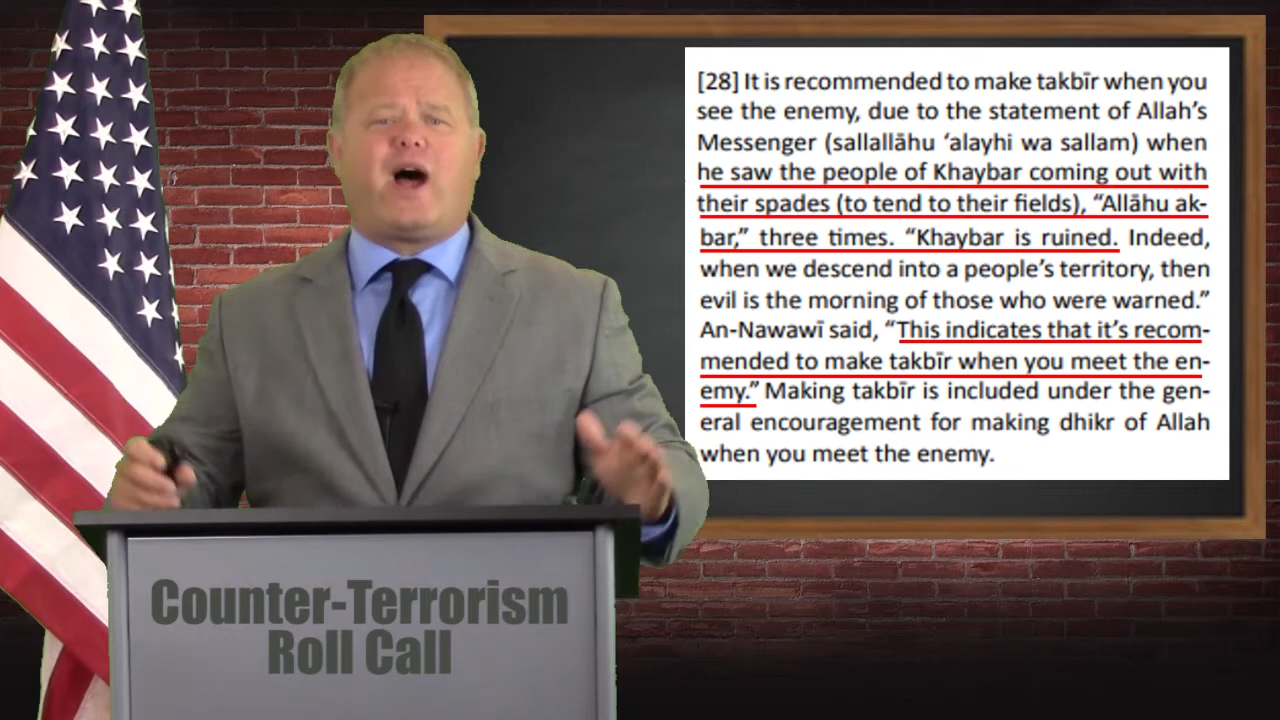 [28] It is recommended to make takbīr when you
see the enemy, due to the statement of Allah's
Messenger (sallallāhu 'alayhi wa sallam) when
he saw the people of Khaybar coming out with
their spades (to tend to their fields), “Allāhu ak-
bar,” three times. “Khaybar is ruined. Indeed,
when we descend into a people's territory, then
evil is the morning of those who were warned.”
An-Nawawī said, “This indicates that it's recom-
mended to make takbīr when you meet the en-
emy.” Making takbīr is included under the gen-
eral encouragement for making dhikr of Allah
when you meet the enemy.
Counter-Terrorism
Roll Call